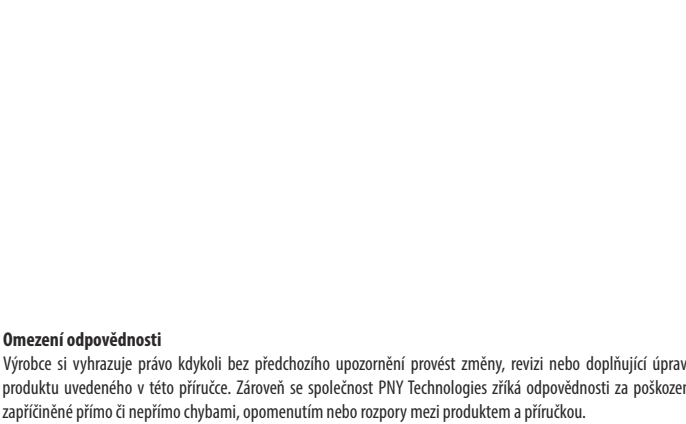 Omezení odpovědnosti
Výrobce si vyhrazuje právo kdykoli bez předchozího upozornění provést změny, revizi nebo doplňující úprav
produktu uvedeného v této příručce. Zároveň se společnost PNY Technologies zříká odpovědnosti za poškozen
zapříčiněné přímo či nepřímo chybami, opomenutím nebo rozpory mezi produktem a příručkou.